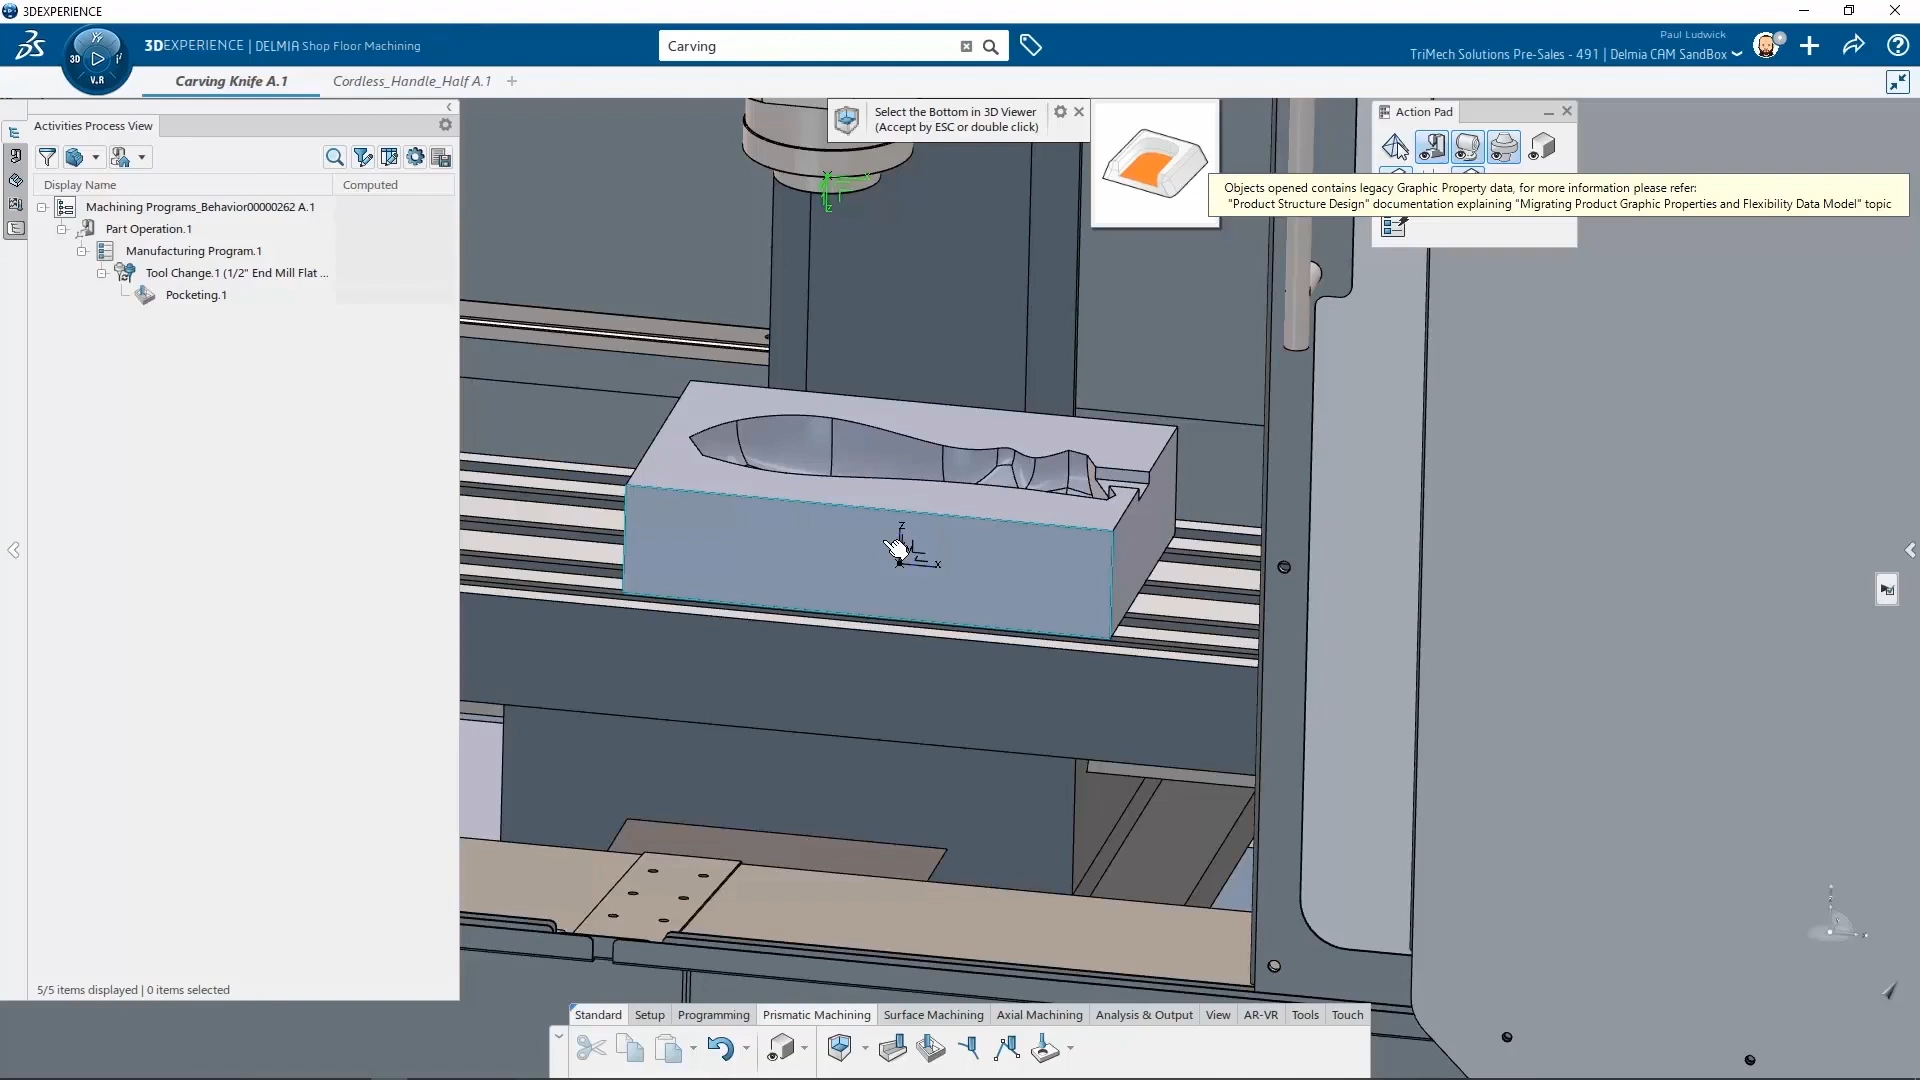 3DEXPERIENCE
3DEXPERIENCE | DELMIA Shop Floor Machining
3D
V.R
Carving
Paul Ludwick
TriMech Solutions Pre-Sales - 491 | Delmia CAM SandBox
Carving Knife A.1
Cordless_Handle_Half A.1
Activities Process View
Display Name
Computed
Machining Programs_Behavior00000262 A.1
Part Operation.1
Manufacturing Program.1
Tool Change.1 (1/2" End Mill Flat ...
Pocketing.1
5/5 items displayed | 0 items selected
Select the Bottom in 3D Viewer
(Accept by ESC or double click)
Action Pad
Objects opened contains legacy Graphic Property data, for more information please refer:
"Product Structure Design" documentation explaining "Migrating Product Graphic Properties and Flexibility Data Model" topic
z
x
Standard
Setup
Programming
Prismatic Machining
Surface Machining
Axial Machining
Analysis & Output
View
AR-VR
Tools
Touch